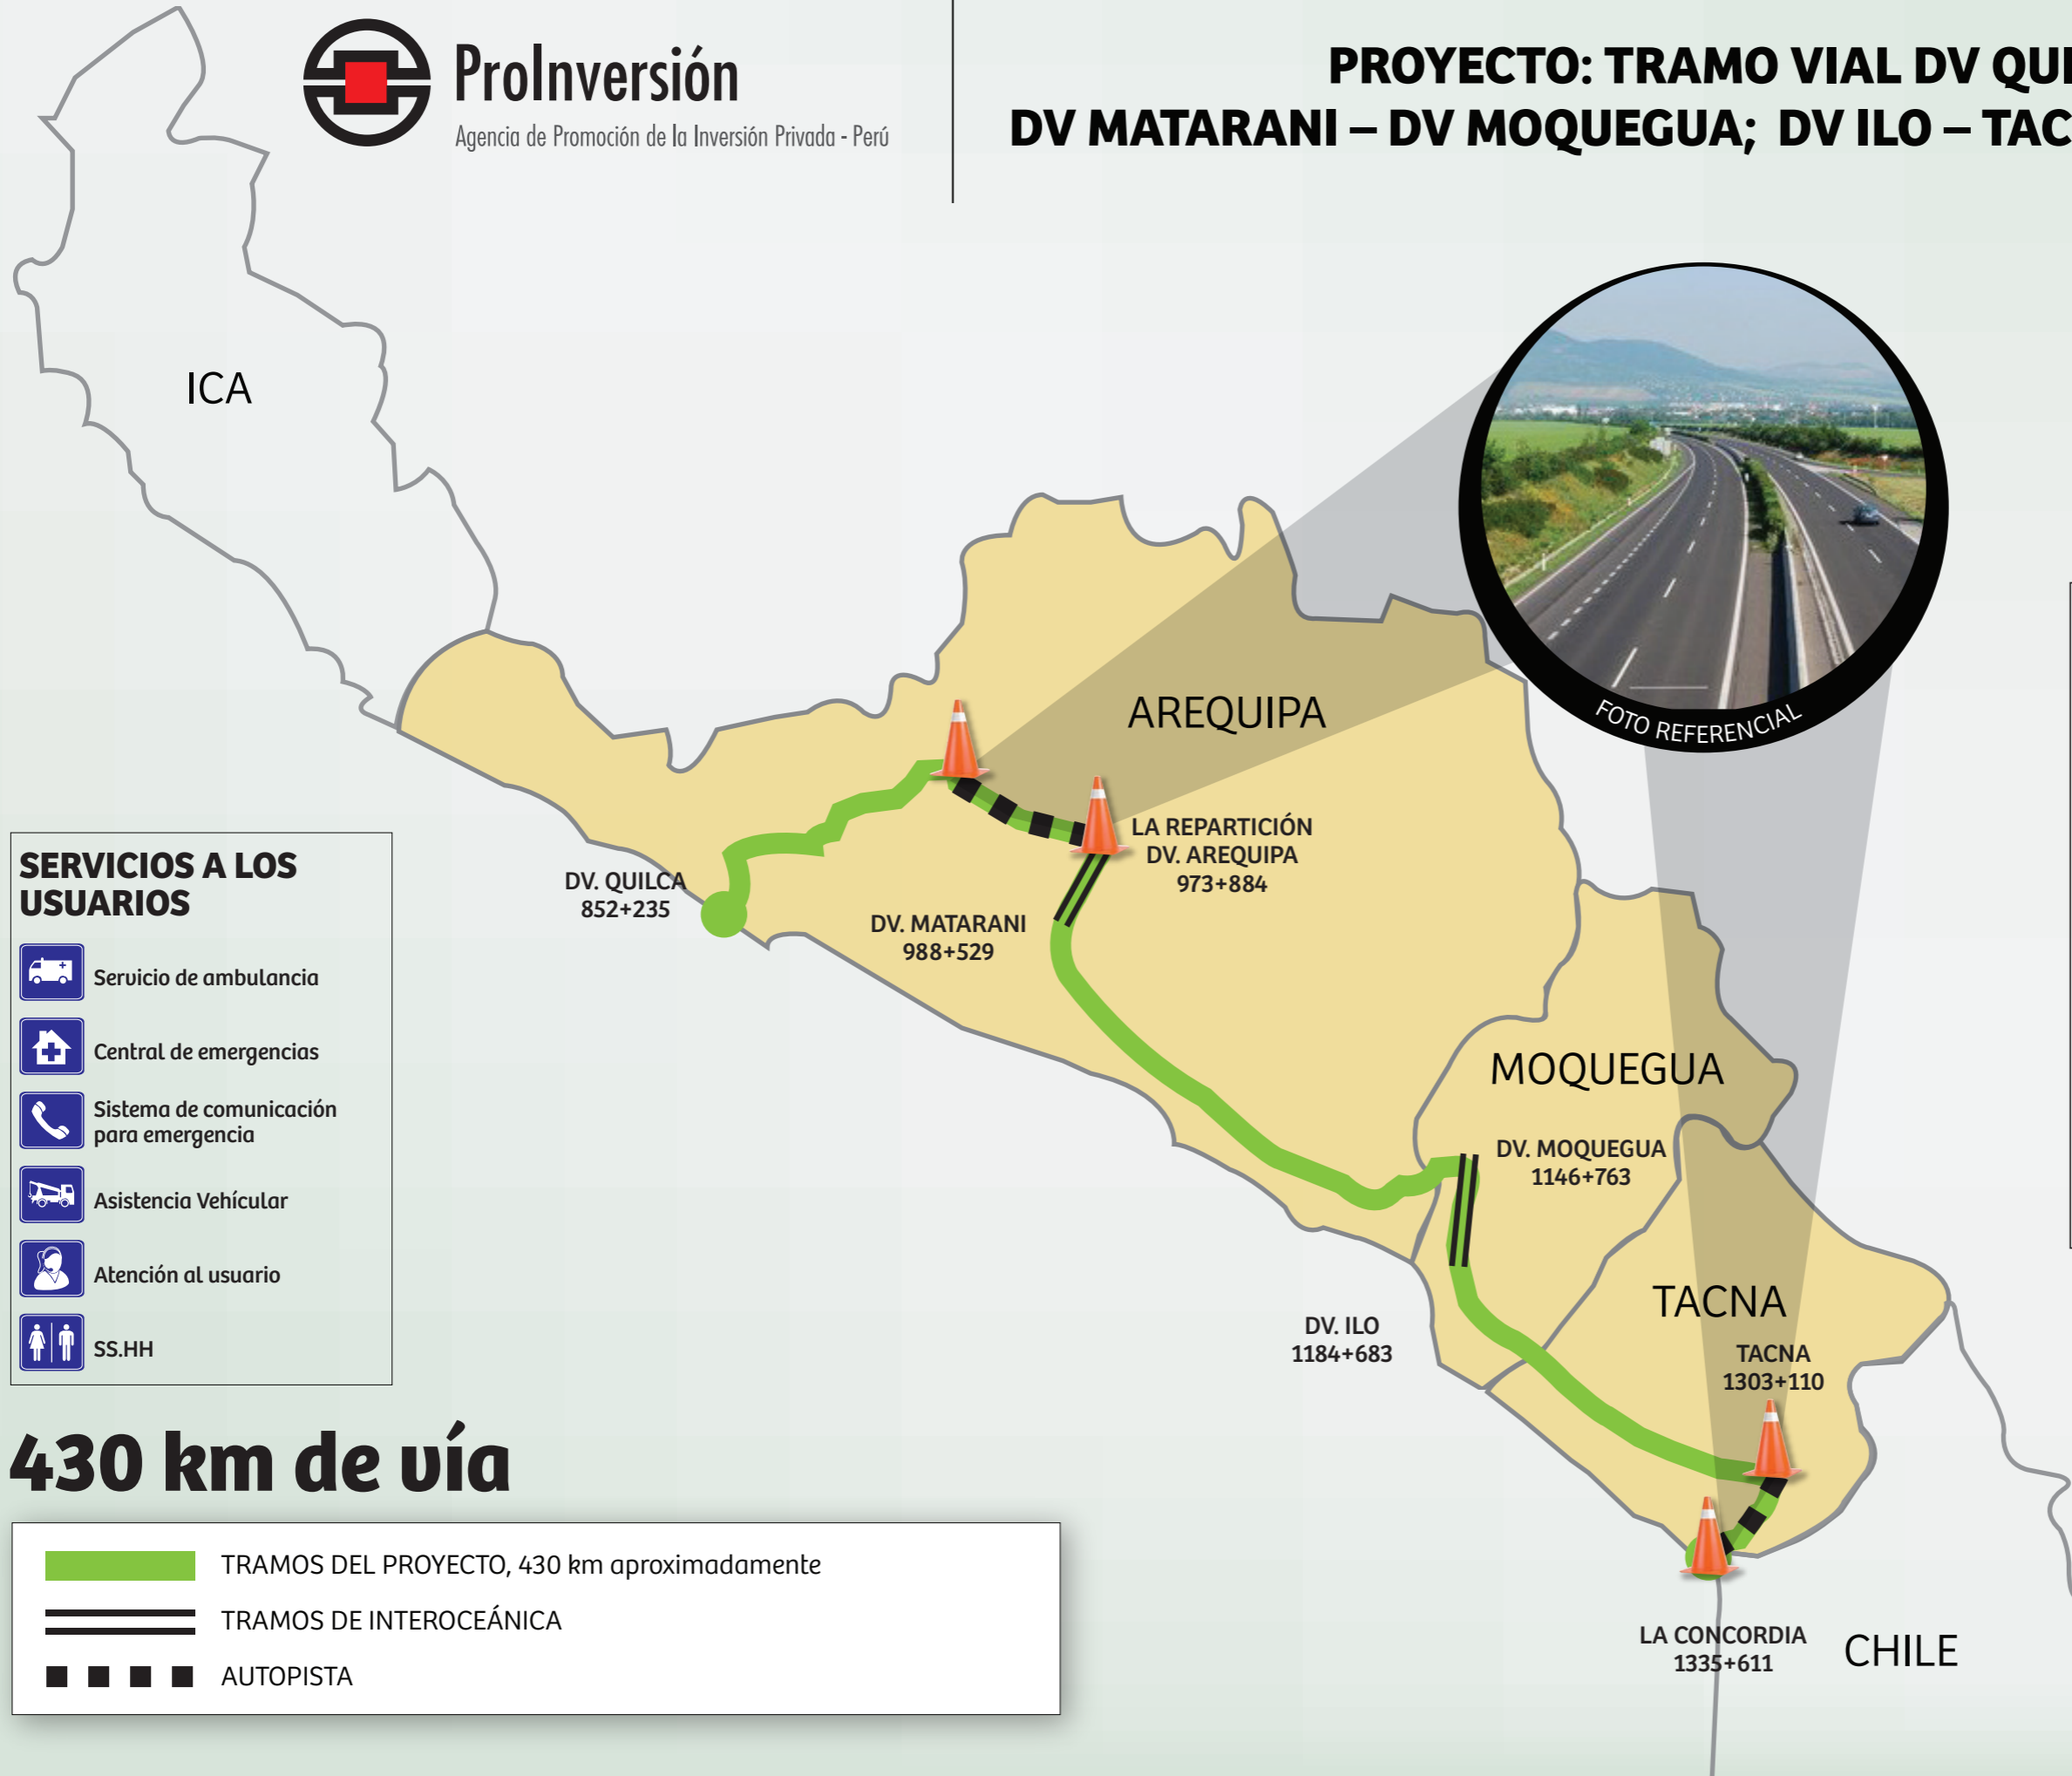 ProInversión
Agencia de Promoción de la Inversión Privada - Perú
PROYECTO: TRAMO VIAL DV QUI
DV MATARANI – DV MOQUEGUA; DV ILO – TAC
ICA
FOTO REFERENCIAL
AREQUIPA
LA REPARTICIÓN
DV. AREQUIPA
973+884
DV. QUILCA
852+235
DV. MATARANI
988+529
MOQUEGUA
DV. MOQUEGUA
1146+763
TACNA
DV. ILO
1184+683
TACNA
1303+110
LA CONCORDIA
1335+611
CHILE
SERVICIOS A LOS
USUARIOS
Servicio de ambulancia
Central de emergencias
Sistema de comunicación
para emergencia
Asistencia Vehícular
Atención al usuario
SS.HH
430 km de vía
TRAMOS DEL PROYECTO, 430 km aproximadamente
TRAMOS DE INTEROCEÁNICA
AUTOPISTA